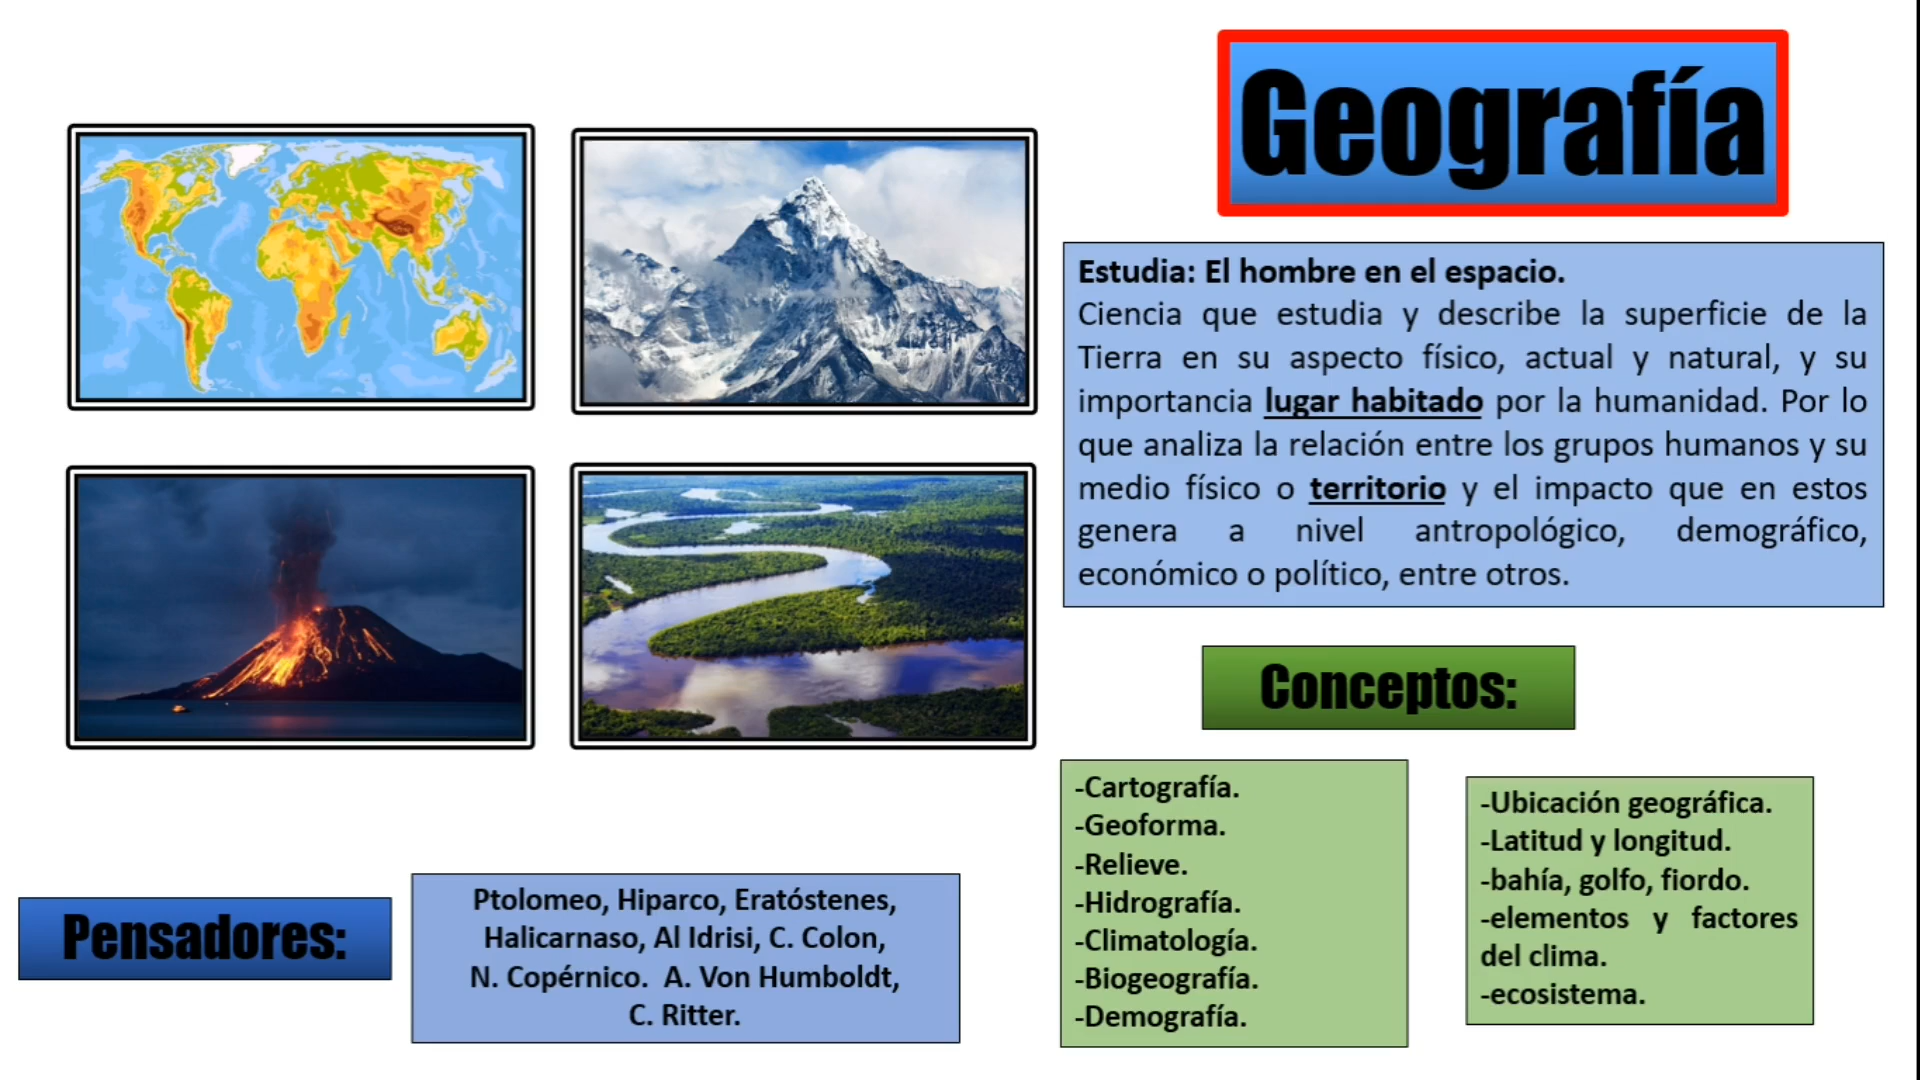 Geografía
Estudia: El hombre en el espacio.
Ciencia que estudia y describe la superficie de la
Tierra en su aspecto físico, actual y natural, y su
importancia lugar habitado por la humanidad. Por lo
que analiza la relación entre los grupos humanos y su
medio físico o territorio y el impacto que en estos
genera a nivel antropológico, demográfico,
económico o político, entre otros.
Conceptos:
-Cartografía.
-Geoforma.
-Relieve.
-Hidrografía.
-Climatología.
-Biogeografía.
-Demografía.
-Ubicación geográfica.
-Latitud y longitud.
-bahía, golfo, fiordo.
-elementos y factores
del clima.
-ecosistema.
Pensadores:
Ptolomeo, Hiparco, Eratóstenes,
Halicarnaso, Al Idrisi, C. Colon,
N. Copérnico. A. Von Humboldt,
C. Ritter.